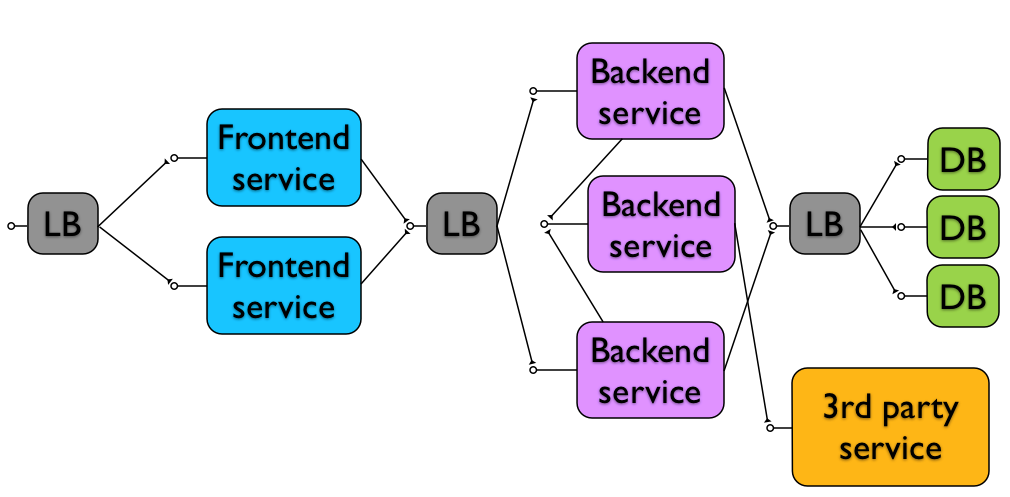 LB
Frontend
service
Frontend
service
LB
Backend
service
Backend
service
Backend
service
LB
DB
DB
DB
3rd party
service